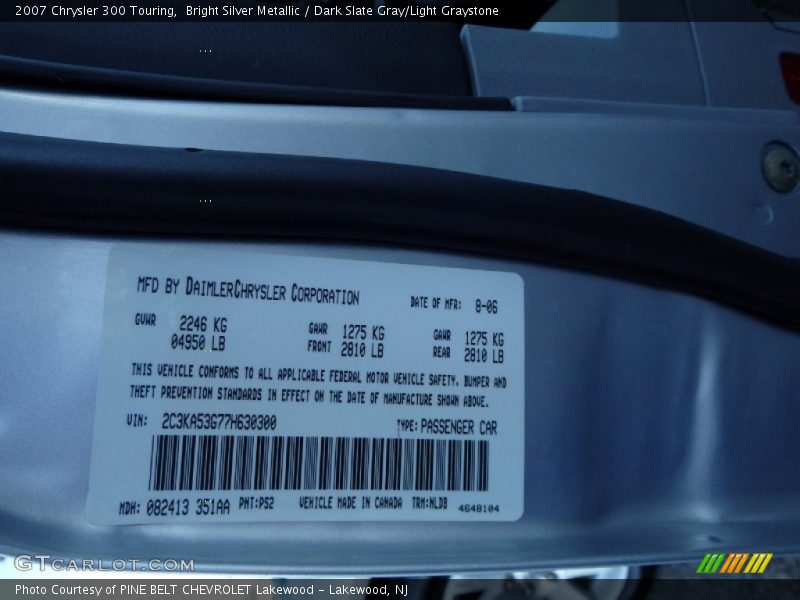 2007 Chrysler 300 Touring,  Bright Silver Metallic / Dark Slate Gray/Light Graystone
MFD BY DAIMLERCHRYSLER CORPORATION DATE OF MFR: 8-06
GVWR 2246 KG GAWR 1275 KG GAWR 1275 KG
04950 LB FRONT 2810 LB REAR 2810 LB
THIS VEHICLE CONFORMS TO ALL APPLICABLE FEDERAL MOTOR VEHICLE SAFETY, BUMPER AND
THEFT PREVENTION STANDARDS IN EFFECT ON THE DATE OF MANUFACTURE SHOWN ABOVE.
VIN: 2C3KA53G77H630300 TYPE: PASSENGER CAR
MDH: 082413 351AA PNT:PS2 VEHICLE MADE IN CANADA TRM:NLDB 4648104
GTCARLOT.COM
Photo Courtesy of PINE BELT CHEVROLET Lakewood - Lakewood, NJ